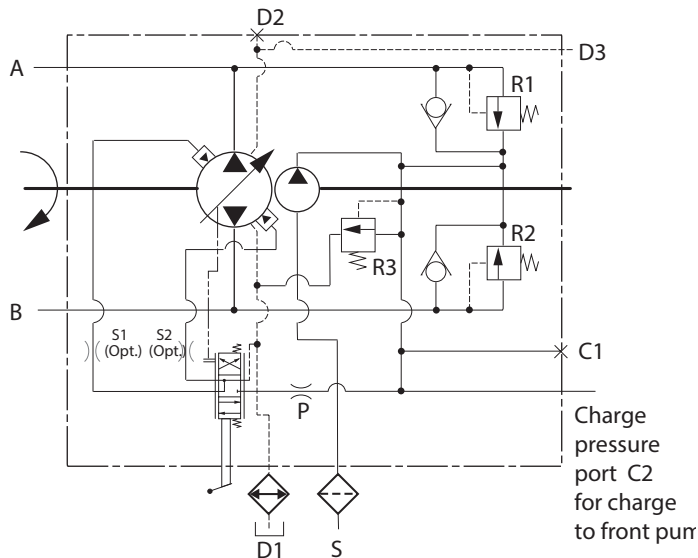 D2
A
D3
R1
R2
R3
B
S1
(Opt.)
S2
(Opt.)
C1
P
Charge
pressure
port C2
for charge
to front pum
D1
S